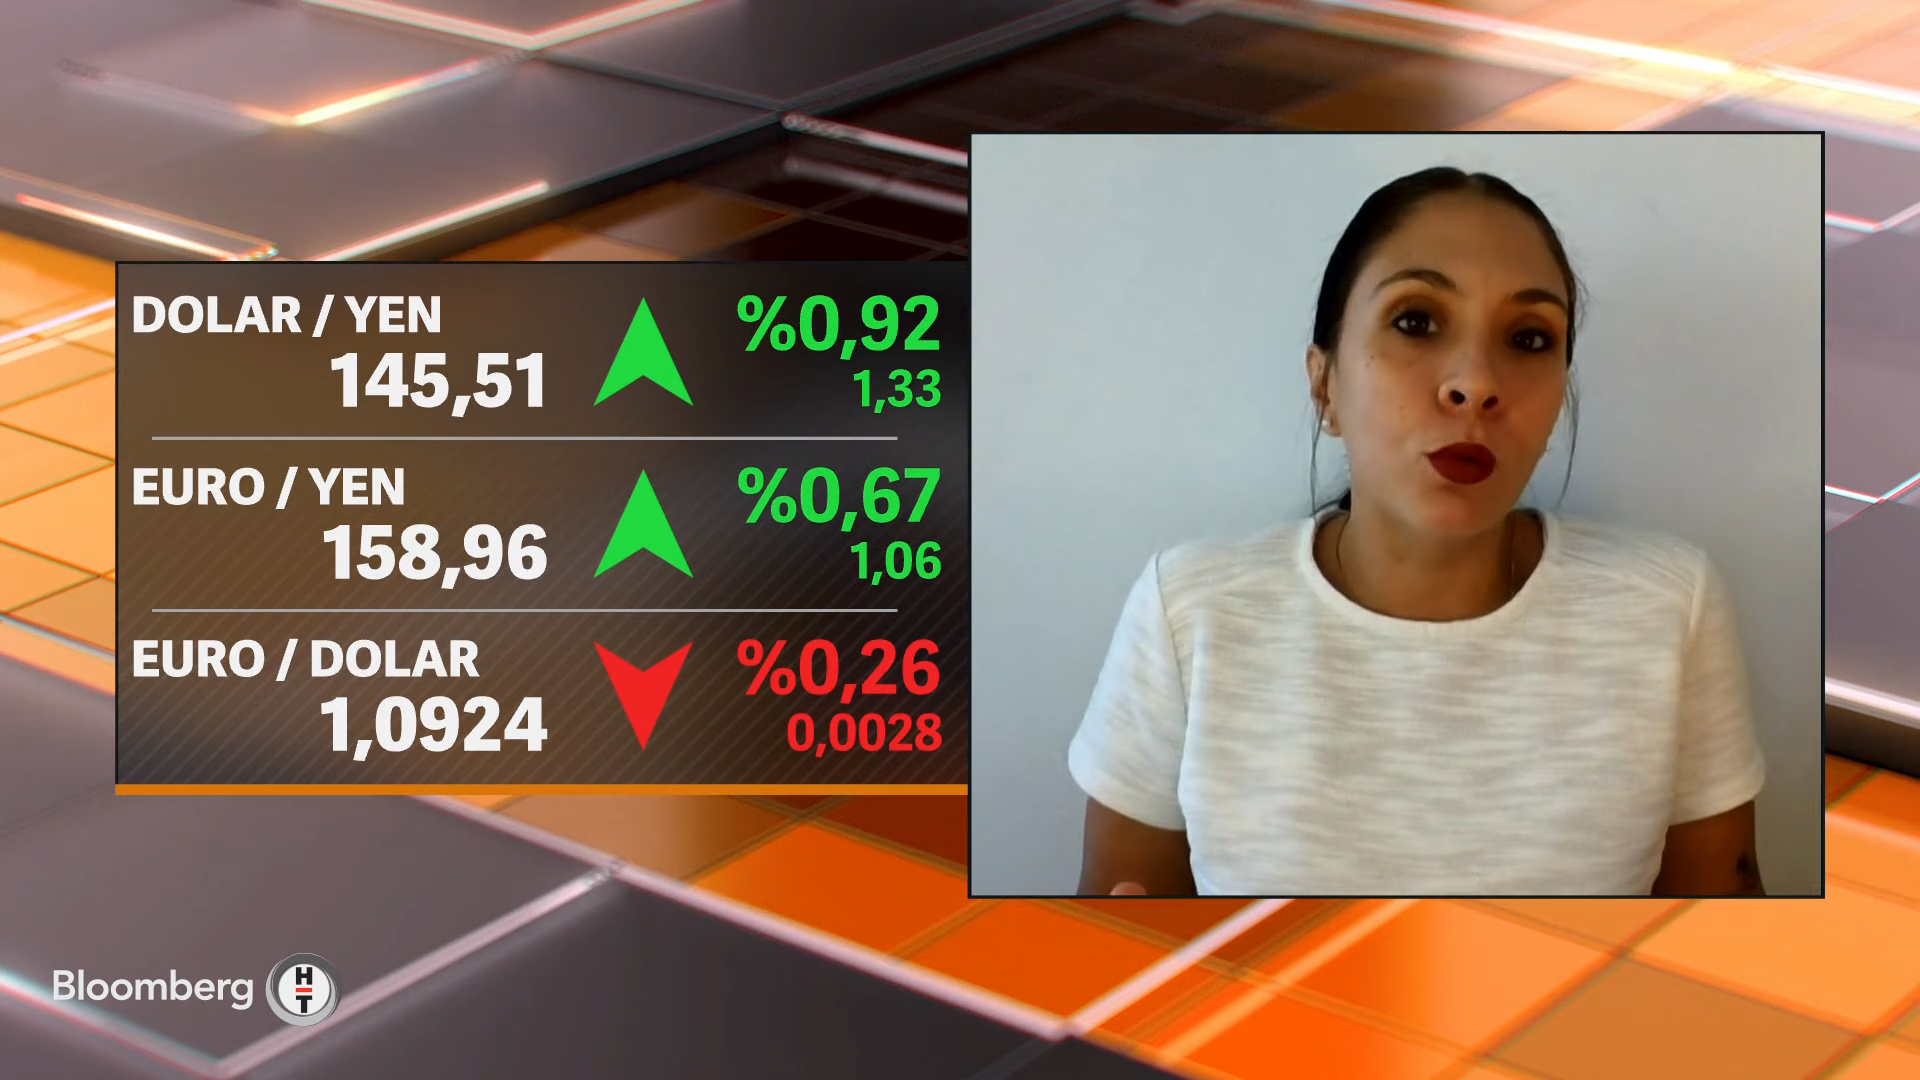 DOLAR / YEN
145,51
%0,92
1,33
EURO / YEN
158,96
%0,67
1,06
EURO / DOLAR
1,0924
%0,26
0,0028
Bloomberg HT